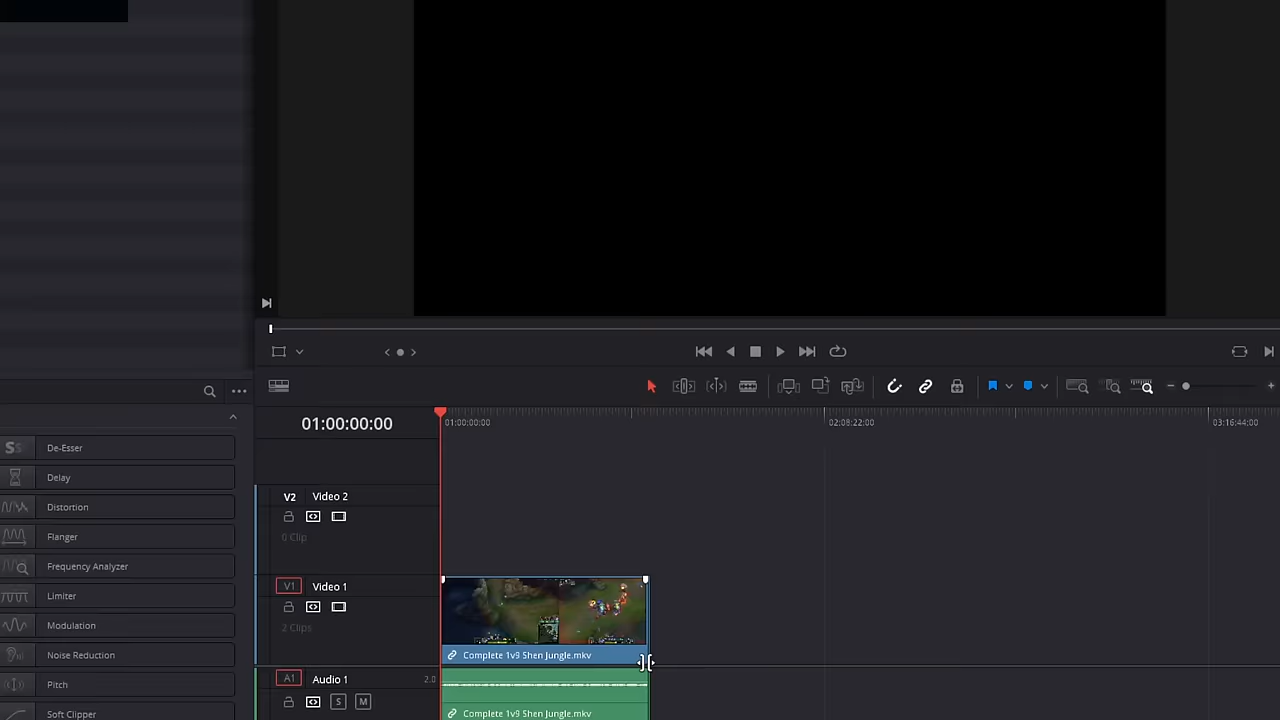 01:00:00:00
01:00:00:00
02:08:22:00
03:16:44:00
Ss
De-Esser
Delay
Distortion
Flanger
Frequency Analyzer
Limiter
Modulation
Noise Reduction
Pitch
Soft Clipper
V2
Video 2
0 Clip
V1
Video 1
2 Clips
Complete 1v9 Shen Jungle.mkv
A1
Audio 1
2.0
S
M
Complete 1v9 Shen Jungle.mkv